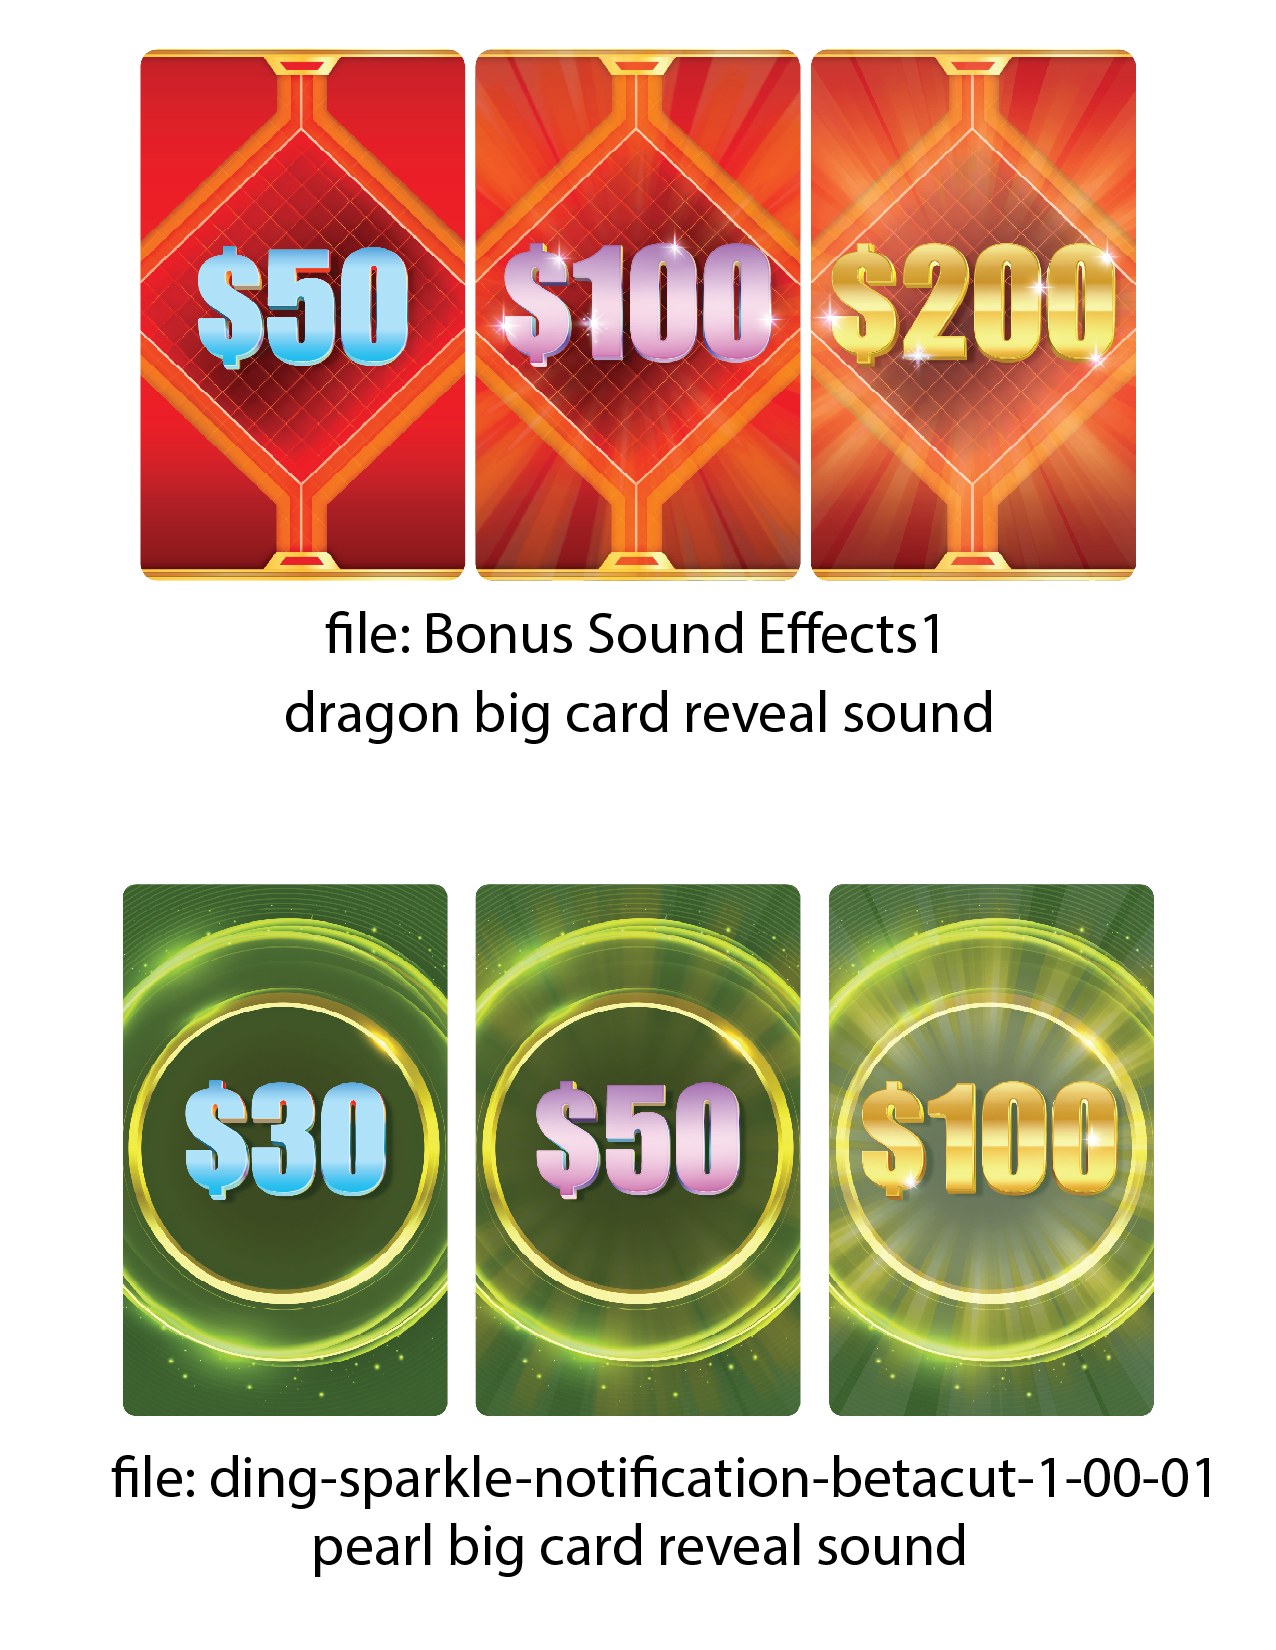 $50 $100 $200
file: Bonus Sound Effects1
dragon big card reveal sound
$30 $50 $100
file: ding-sparkle-notification-betacut-1-00-01
pearl big card reveal sound